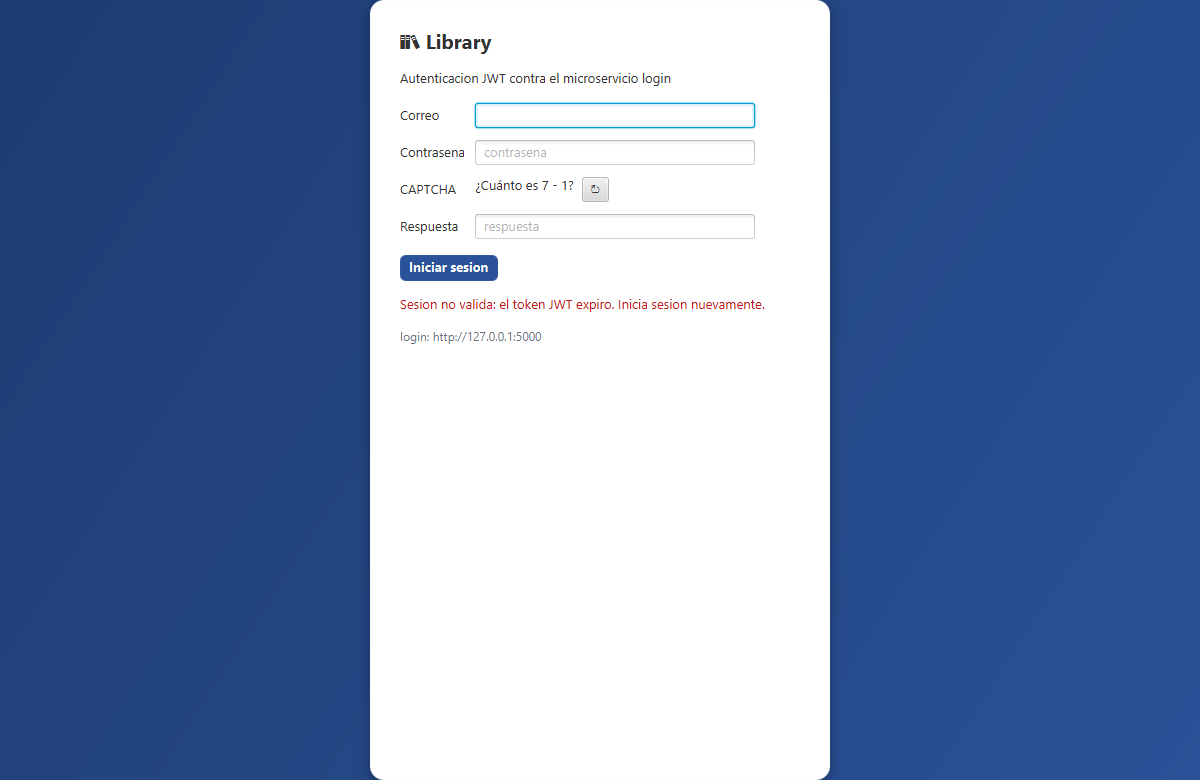 Library
Autenticacion JWT contra el microservicio login
Correo
Contrasena contrasena
CAPTCHA ¿Cuánto es 7 - 1?
Respuesta respuesta
Iniciar sesion
Sesion no valida: el token JWT expiro. Inicia sesion nuevamente.
login: http://127.0.0.1:5000